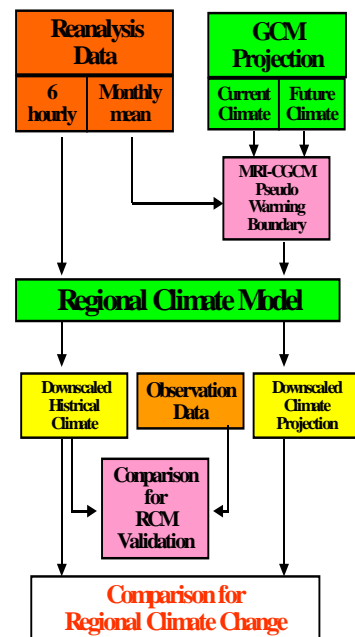 Reanalysis
Data
6
hourly
Monthly
mean
GCM
Projection
Current
Climate
Future
Climate
MRI-CGCM
Pseudo
Warming
Boundary
Regional Climate Model
Downscaled
Histrical
Climate
Observation
Data
Downscaled
Climate
Projection
Conparison
for
RCM
Validation
Comparison for
Regional Climate Change